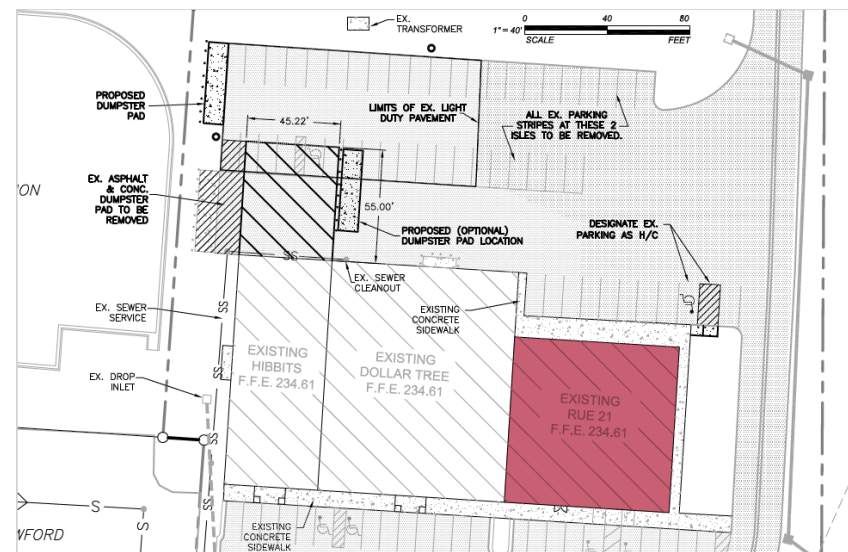 EX.
TRANSFORMER
0 40 80
1" = 40'
SCALE FEET
PROPOSED
DUMPSTER
PAD
LIMITS OF EX. LIGHT
DUTY PAVEMENT
ALL EX. PARKING
STRIPES AT THESE 2
ISLES TO BE REMOVED.
45.22'
ON
EX. ASPHALT
& CONC.
DUMPSTER
PAD TO BE
REMOVED
55.00'
PROPOSED (OPTIONAL)
DUMPSTER PAD LOCATION
DESIGNATE EX.
PARKING AS H/C
SS
EX. SEWER
CLEANOUT
EX. SEWER
SERVICE
SS
EXISTING
CONCRETE
SIDEWALK
EXISTING
HIBBITS
F.F.E. 234.61
EXISTING
DOLLAR TREE
F.F.E. 234.61
SS
EX. DROP
INLET
EXISTING
RUE 21
F.F.E. 234.61
SS
S
S
SS
WFORD
S
EXISTING
CONCRETE
SIDEWALK